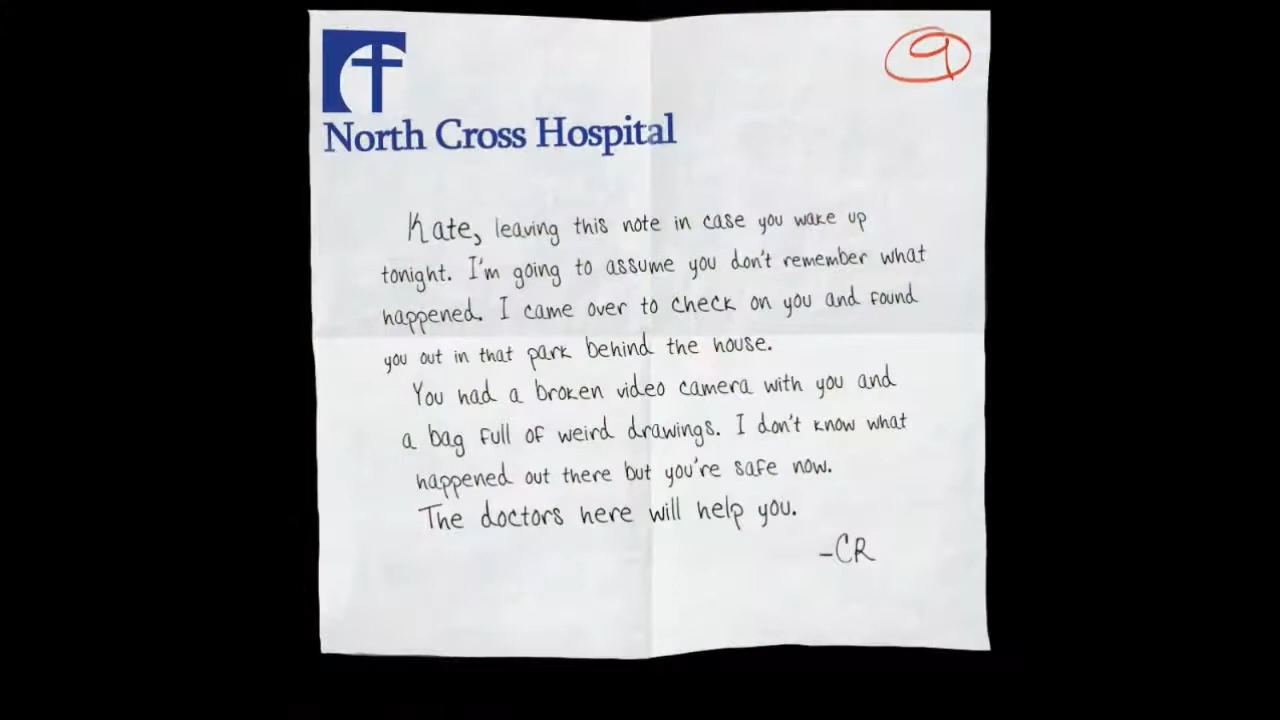 9
North Cross Hospital
Kate, leaving this note in case you wake up
tonight. I'm going to assume you don't remember what
happened. I came over to check on you and found
you out in that park behind the house.
You had a broken video camera with you and
a bag full of weird drawings. I don't know what
happened out there but you're safe now.
The doctors here will help you.
-CR